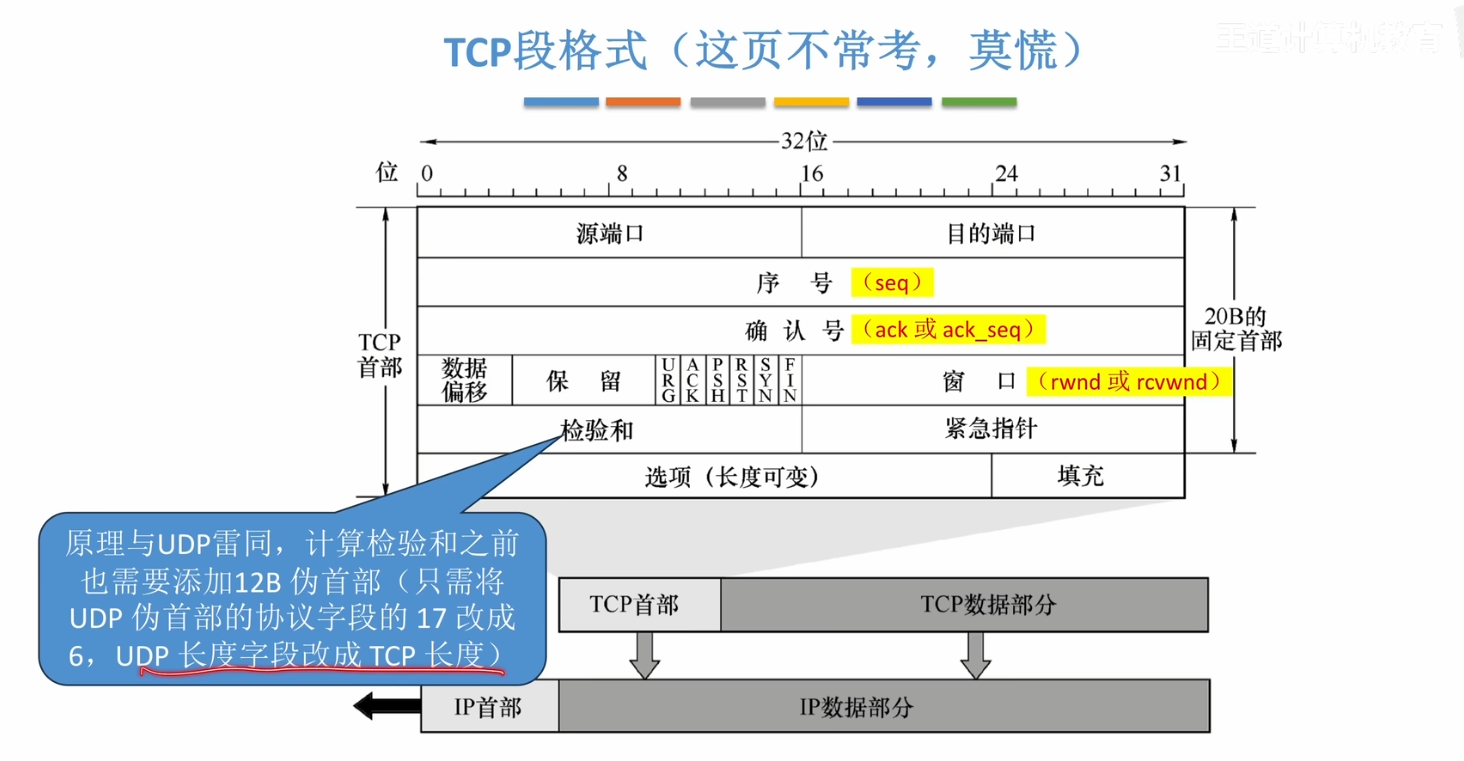 王道计算机教育
TCP段格式（这页不常考，莫慌）
32位
位 0 8 16 24 31
源端口 目的端口
序 号 （seq）
确 认 号 （ack 或 ack_seq）
TCP
首部
20B的
固定首部
数据
偏移
保 留
URG ACK PSH RST SYN FIN
窗 口 （rwnd 或 rcvwnd）
检验和 紧急指针
选项（长度可变） 填充
原理与UDP雷同，计算检验和之前
也需要添加12B 伪首部（只需将
UDP 伪首部的协议字段的 17 改成
6，UDP 长度字段改成 TCP 长度）
TCP首部 TCP数据部分
IP首部 IP数据部分